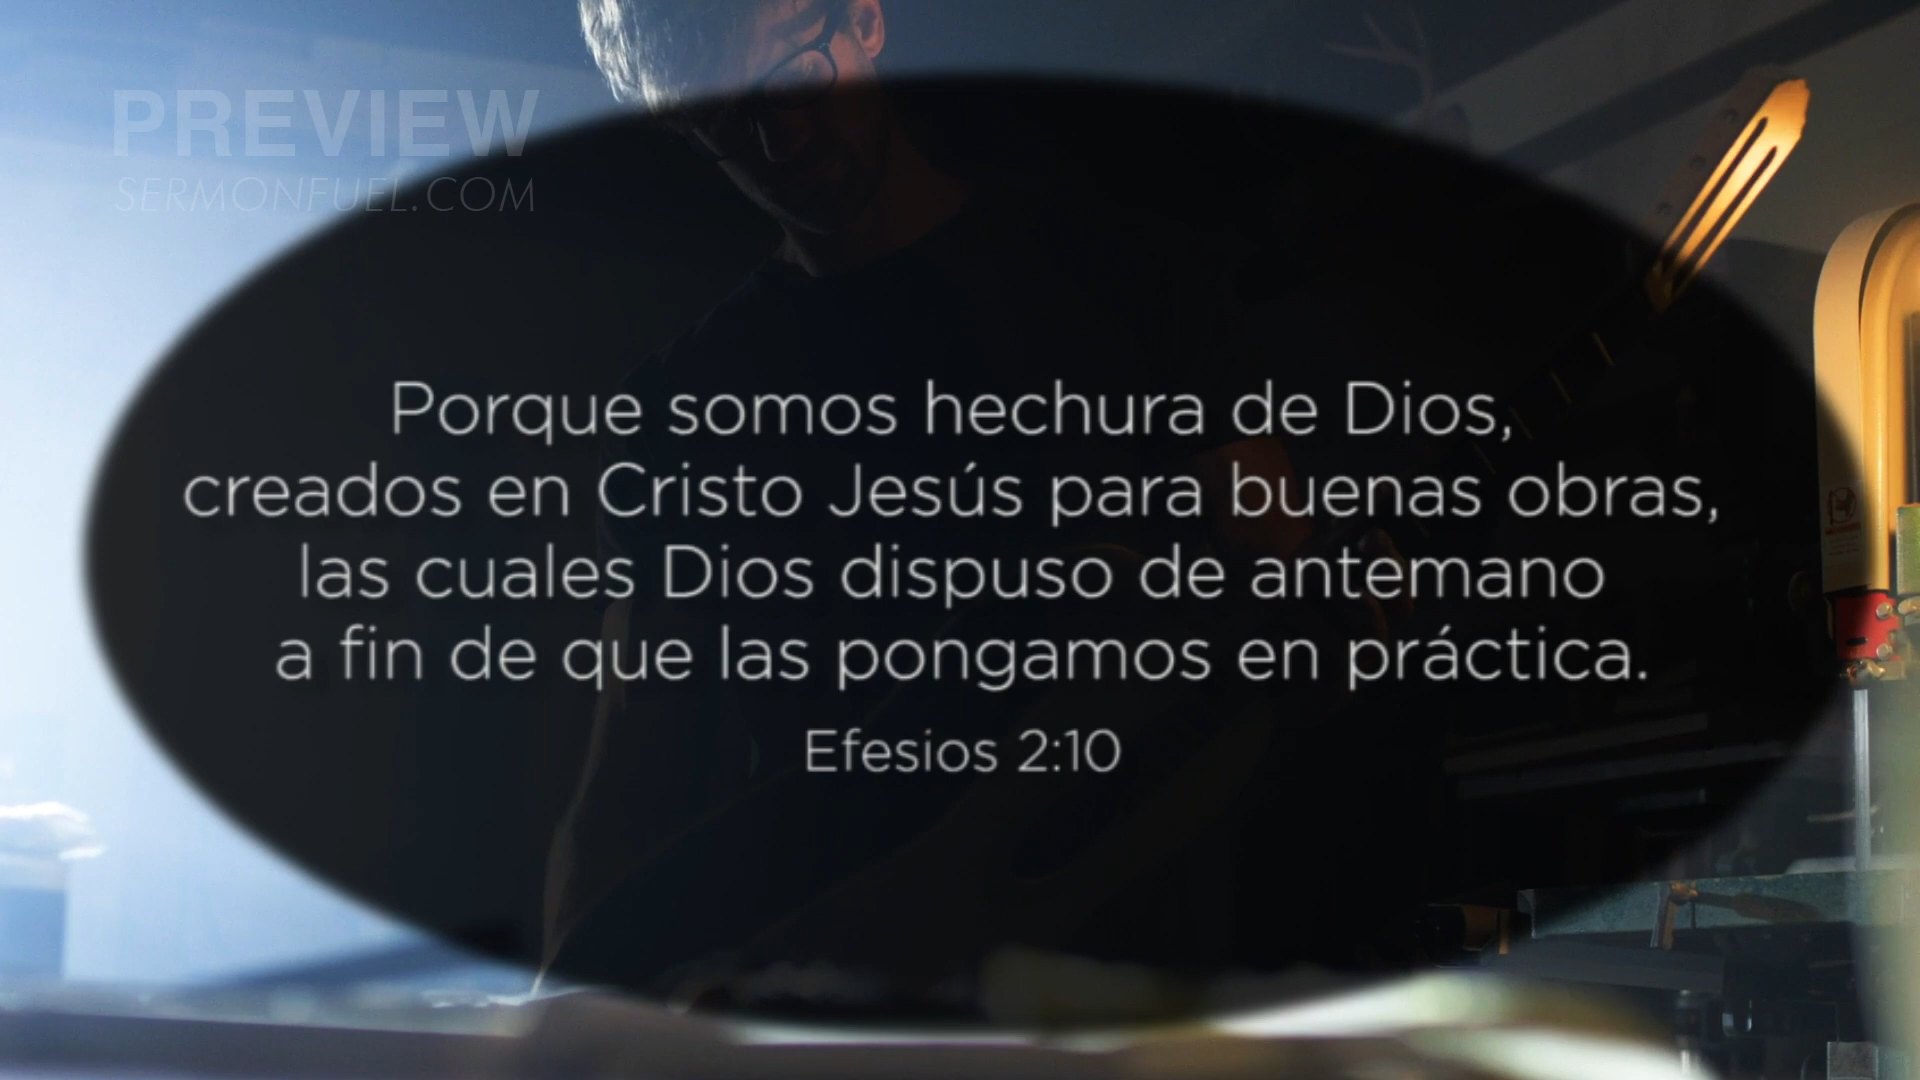 PREVIEW
SERMONFUEL.COM
Porque somos hechura de Dios,
creados en Cristo Jesús para buenas obras,
las cuales Dios dispuso de antemano
a fin de que las pongamos en práctica.
Efesios 2:10